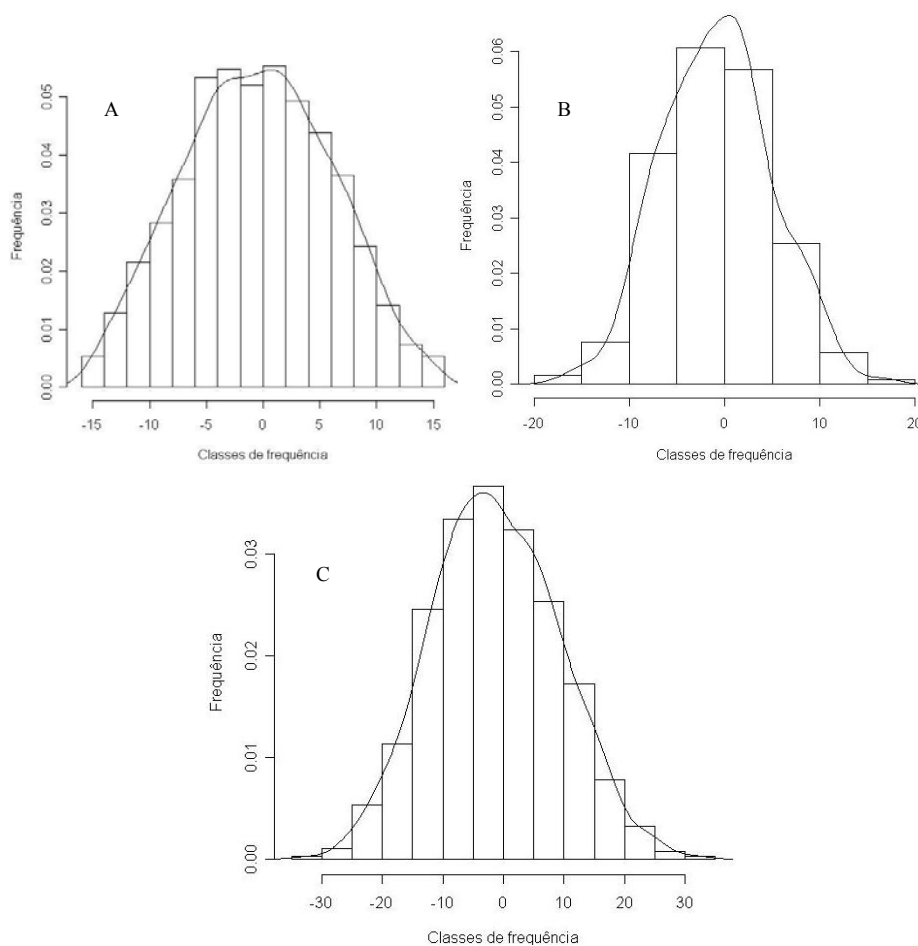 A
Frequência
0.00 0.01 0.02 0.03 0.04 0.05
-15 -10 -5 0 5 10 15
Classes de frequência
B
Frequência
0.00 0.01 0.02 0.03 0.04 0.05 0.06
-20 -10 0 10 20
Classes de frequência
C
Frequência
0.00 0.01 0.02 0.03
-30 -20 -10 0 10 20 30
Classes de frequência